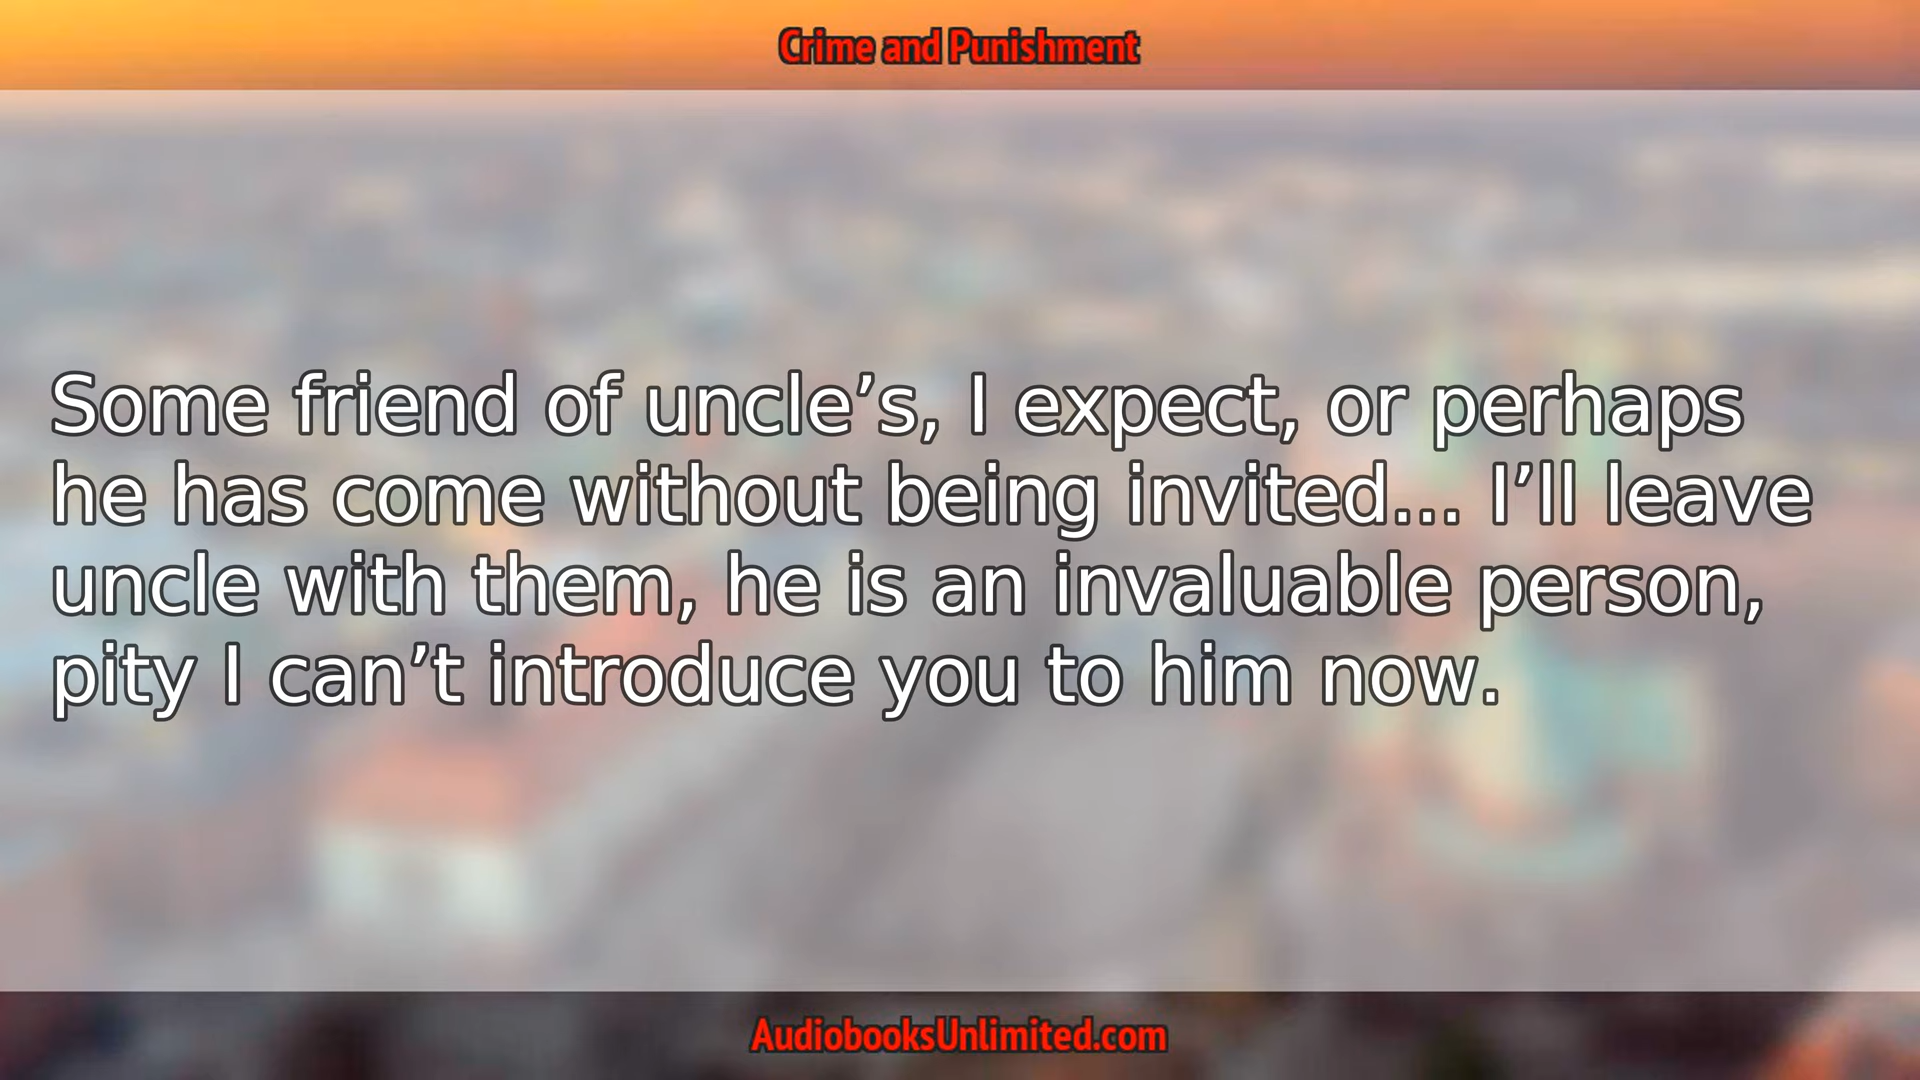 Crime and Punishment
Some friend of uncle’s, I expect, or perhaps
he has come without being invited... I’ll leave
uncle with them, he is an invaluable person,
pity I can’t introduce you to him now.
AudiobooksUnlimited.com